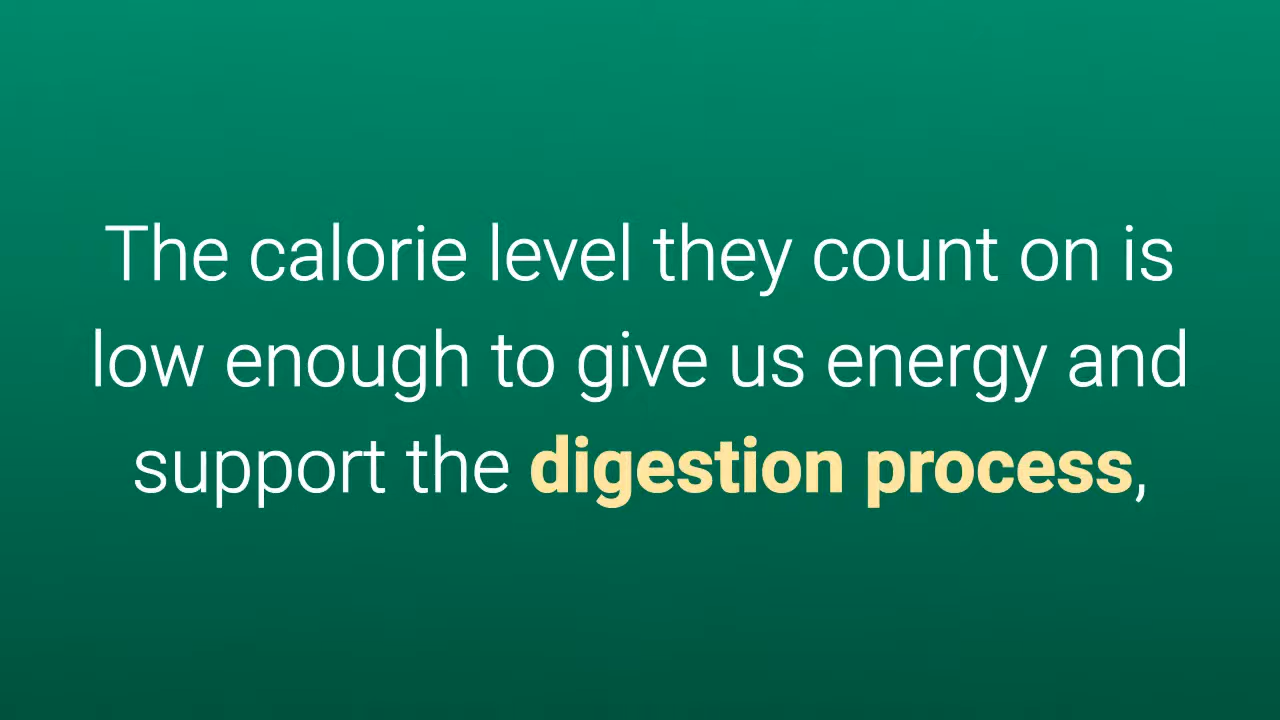 The calorie level they count on is
low enough to give us energy and
support the digestion process,